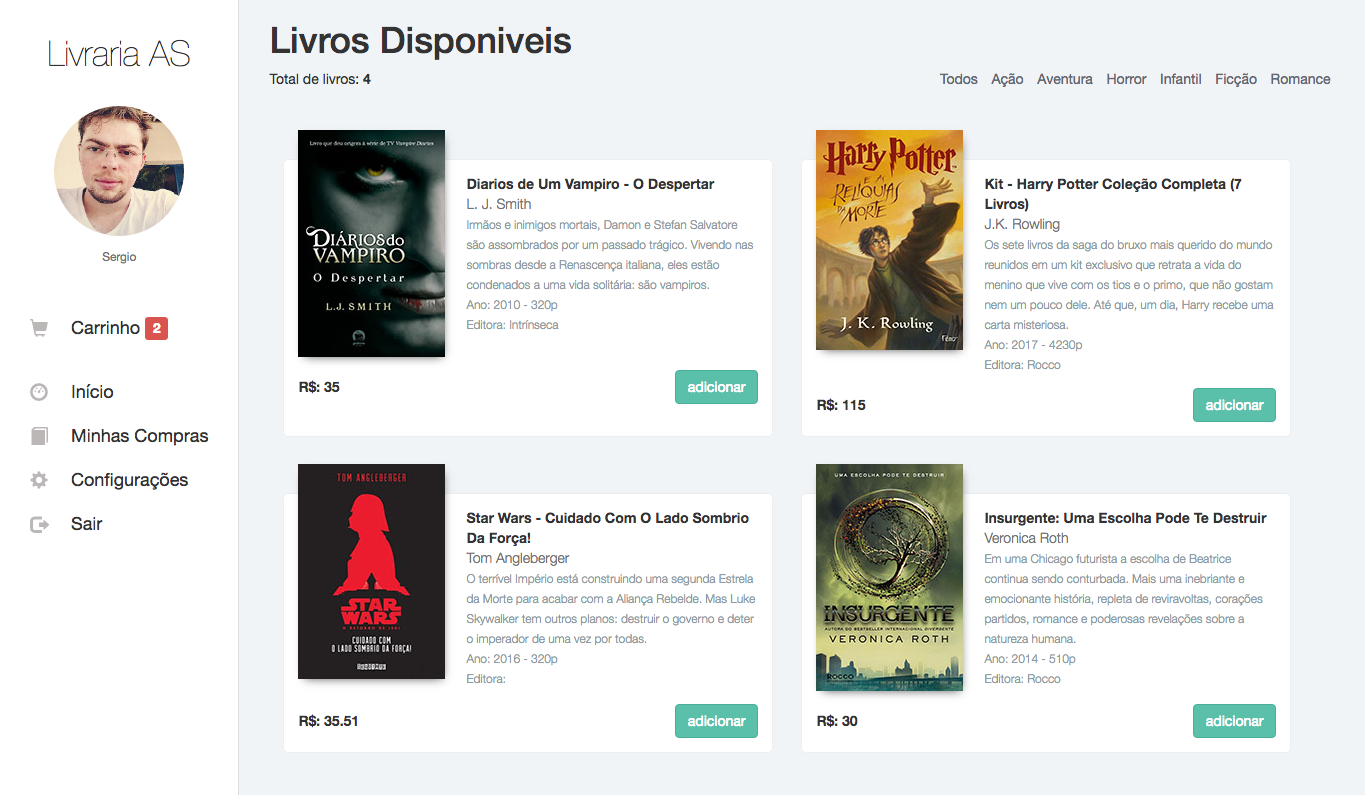 Livraria AS
Sergio
Carrinho 2
Início
Minhas Compras
Configurações
Sair
Livros Disponiveis
Total de livros: 4
Todos Ação Aventura Horror Infantil Ficção Romance
Livro que deu origem à série de TV Vampire Diaries
DIÁRIOS do
VAMPIRO
O Despertar
L.J. SMITH
Diarios de Um Vampiro - O Despertar
L. J. Smith
Irmãos e inimigos mortais, Damon e Stefan Salvatore
são assombrados por um passado trágico. Vivendo nas
sombras desde a Renascença italiana, eles estão
condenados a uma vida solitária: são vampiros.
Ano: 2010 - 320p
Editora: Intrínseca
R$: 35
adicionar
Harry Potter
E AS
RELÍQUIAS
DA MORTE
J. K. Rowling
Kit - Harry Potter Coleção Completa (7
Livros)
J.K. Rowling
Os sete livros da saga do bruxo mais querido do mundo
reunidos em um kit exclusivo que retrata a vida do
menino que vive com os tios e o primo, que não gostam
nem um pouco dele. Até que, um dia, Harry recebe uma
carta misteriosa.
Ano: 2017 - 4230p
Editora: Rocco
R$: 115
adicionar
TOM ANGLEBERGER
STAR
WARS
O RETORNO DE JEDI
CUIDADO COM
O LADO SOMBRIO DA FORÇA!
Star Wars - Cuidado Com O Lado Sombrio
Da Força!
Tom Angleberger
O terrível Império está construindo uma segunda Estrela
da Morte para acabar com a Aliança Rebelde. Mas Luke
Skywalker tem outros planos: destruir o governo e deter
o imperador de uma vez por todas.
Ano: 2016 - 320p
Editora:
R$: 35.51
adicionar
UMA ESCOLHA PODE TE DESTRUIR
INSURGENTE
AUTORA DO BESTSELLER INTERNACIONAL DIVERGENTE
VERONICA ROTH
ROCCO
Insurgente: Uma Escolha Pode Te Destruir
Veronica Roth
Em uma Chicago futurista a escolha de Beatrice
continua sendo conturbada. Mais uma inebriante e
emocionante história, repleta de reviravoltas, corações
partidos, romance e poderosas revelações sobre a
natureza humana.
Ano: 2014 - 510p
Editora: Rocco
R$: 30
adicionar